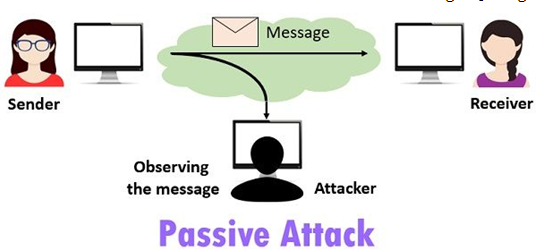 Message
Sender
Receiver
Observing
the message
Attacker
Passive Attack